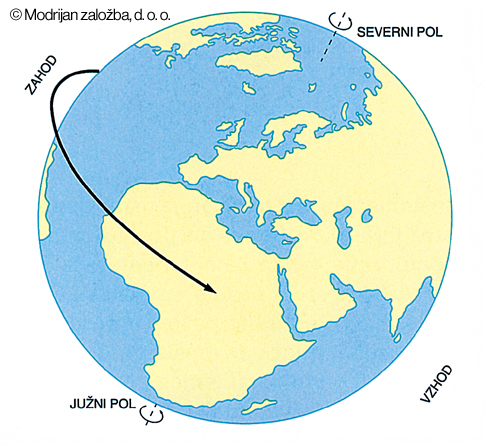 © Modrijan založba, d. o. o.
SEVERNI POL
ZAHOD
VZHOD
JUŽNI POL